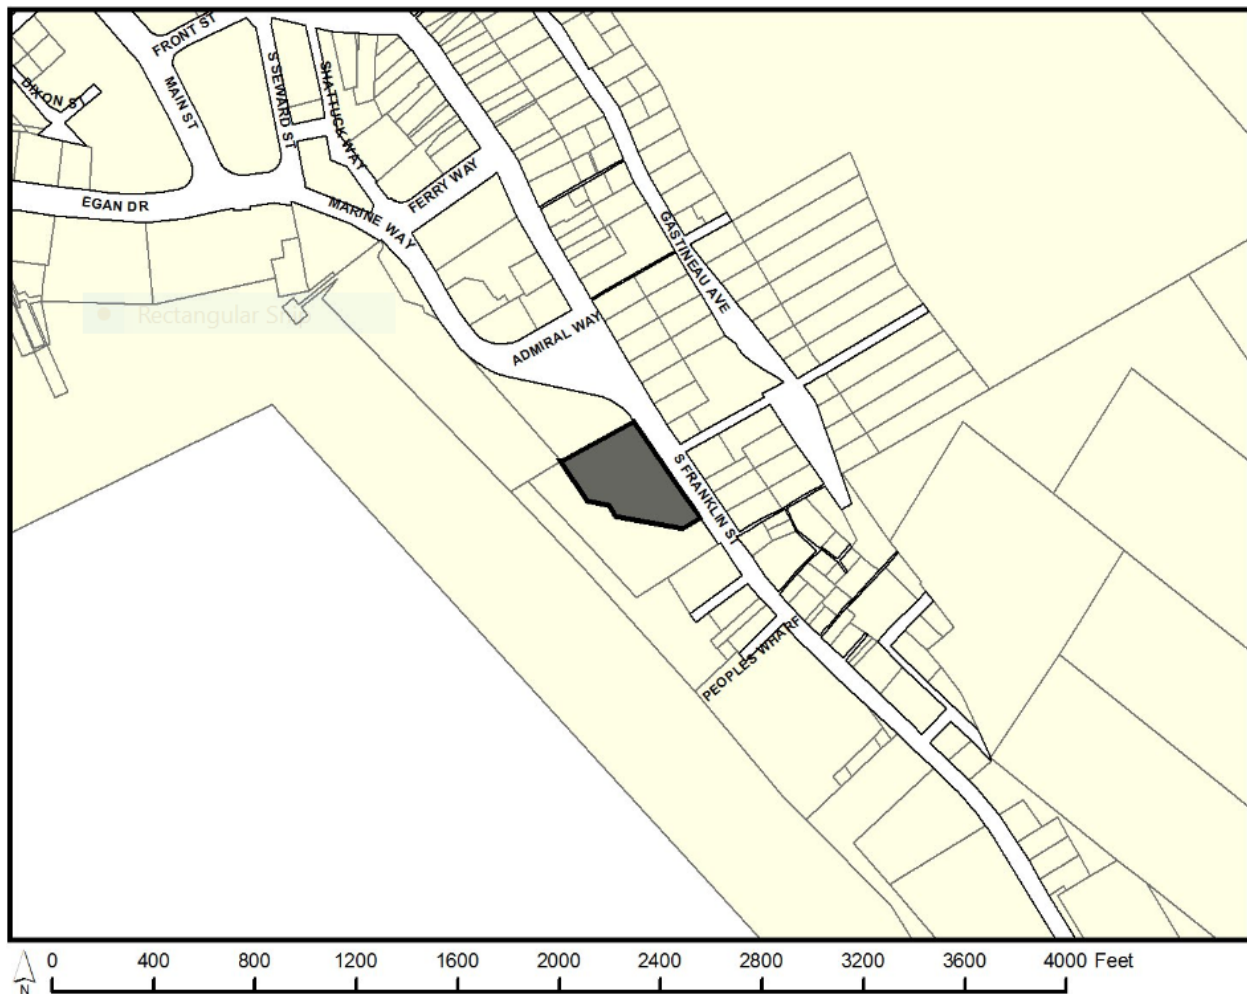 FRONT ST
DIXON ST
MAIN ST
S SEWARD ST
SHATTUCK WAY
FERRY WAY
EGAN DR
MARINE WAY
GASTINEAU AVE
Rectangular Snip
ADMIRAL WAY
S FRANKLIN ST
PEOPLES WHARF
0 400 800 1200 1600 2000 2400 2800 3200 3600 4000 Feet
N